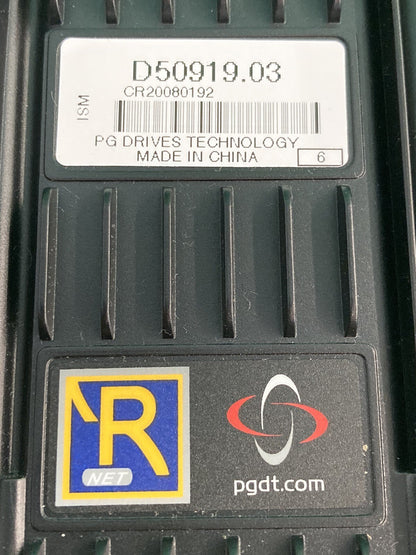 D50919.03
CR20080192
ISM
PG DRIVES TECHNOLOGY
MADE IN CHINA
6
R
NET
pgdt.com